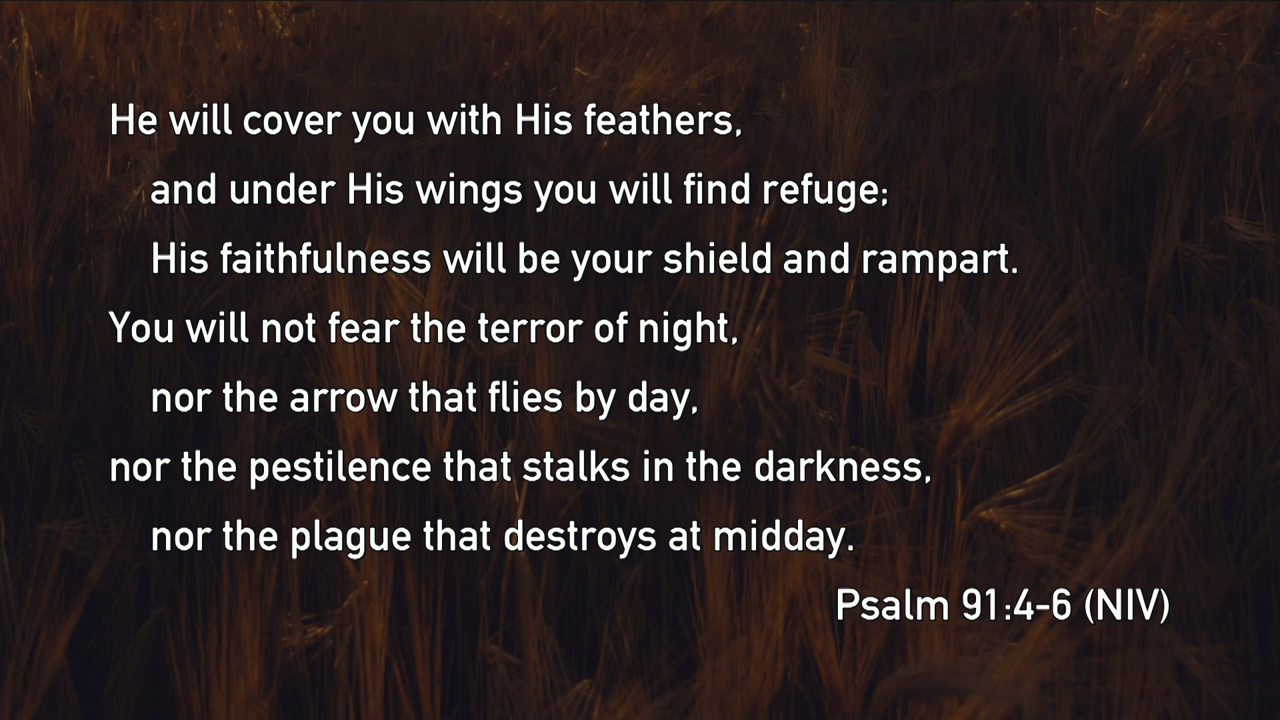 He will cover you with His feathers,
and under His wings you will find refuge;
His faithfulness will be your shield and rampart.
You will not fear the terror of night,
nor the arrow that flies by day,
nor the pestilence that stalks in the darkness,
nor the plague that destroys at midday.
Psalm 91:4-6 (NIV)